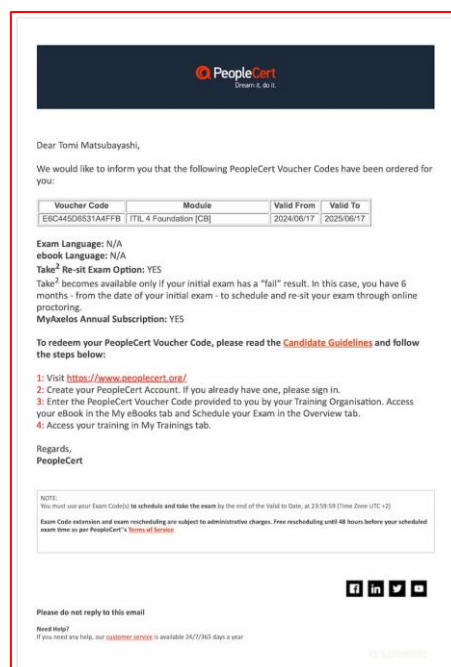 PeopleCert
Dream it. do it.
Dear Tomi Matsubayashi,
We would like to inform you that the following PeopleCert Voucher Codes have been ordered for
you:
Voucher Code Module Valid From Valid To
E6C445D6531A4FFB ITIL 4 Foundation [CB] 2024/06/17 2025/06/17
Exam Language: N/A
ebook Language: N/A
Take² Re-sit Exam Option: YES
Take² becomes available only if your initial exam has a "fail" result. In this case, you have 6
months - from the date of your initial exam - to schedule and re-sit your exam through online
proctoring.
MyAxelos Annual Subscription: YES
To redeem your PeopleCert Voucher Code, please read the Candidate Guidelines and follow
the steps below:
1: Visit https://www.peoplecert.org/
2: Create your PeopleCert Account. If you already have one, please sign in.
3: Enter the PeopleCert Voucher Code provided to you by your Training Organisation. Access
your eBook in the My eBooks tab and Schedule your Exam in the Overview tab.
4: Access your training in My Trainings tab.
Regards,
PeopleCert
NOTE:
You must use your Exam Code(s) to schedule and take the exam by the end of the Valid to Date, at 23:59:59 (Time Zone UTC +2)
Exam Code extension and exam rescheduling are subject to administrative charges. Free rescheduling until 48 hours before your scheduled
exam time as per PeopleCert's Terms of Service
Please do not reply to this email
Need Help?
If you need any help, our customer service is available 24/7/365 days a year